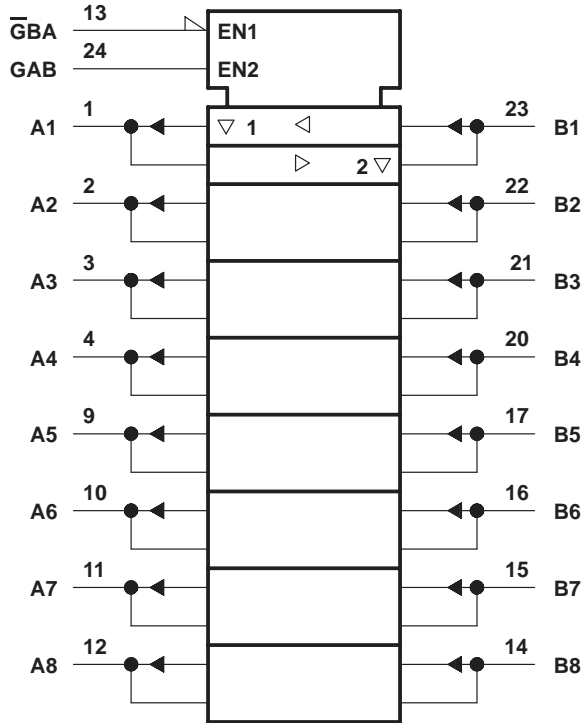 G̅BA 13 EN1
GAB 24 EN2
A1 1 1 23 B1
2
A2 2 22 B2
A3 3 21 B3
A4 4 20 B4
A5 9 17 B5
A6 10 16 B6
A7 11 15 B7
A8 12 14 B8